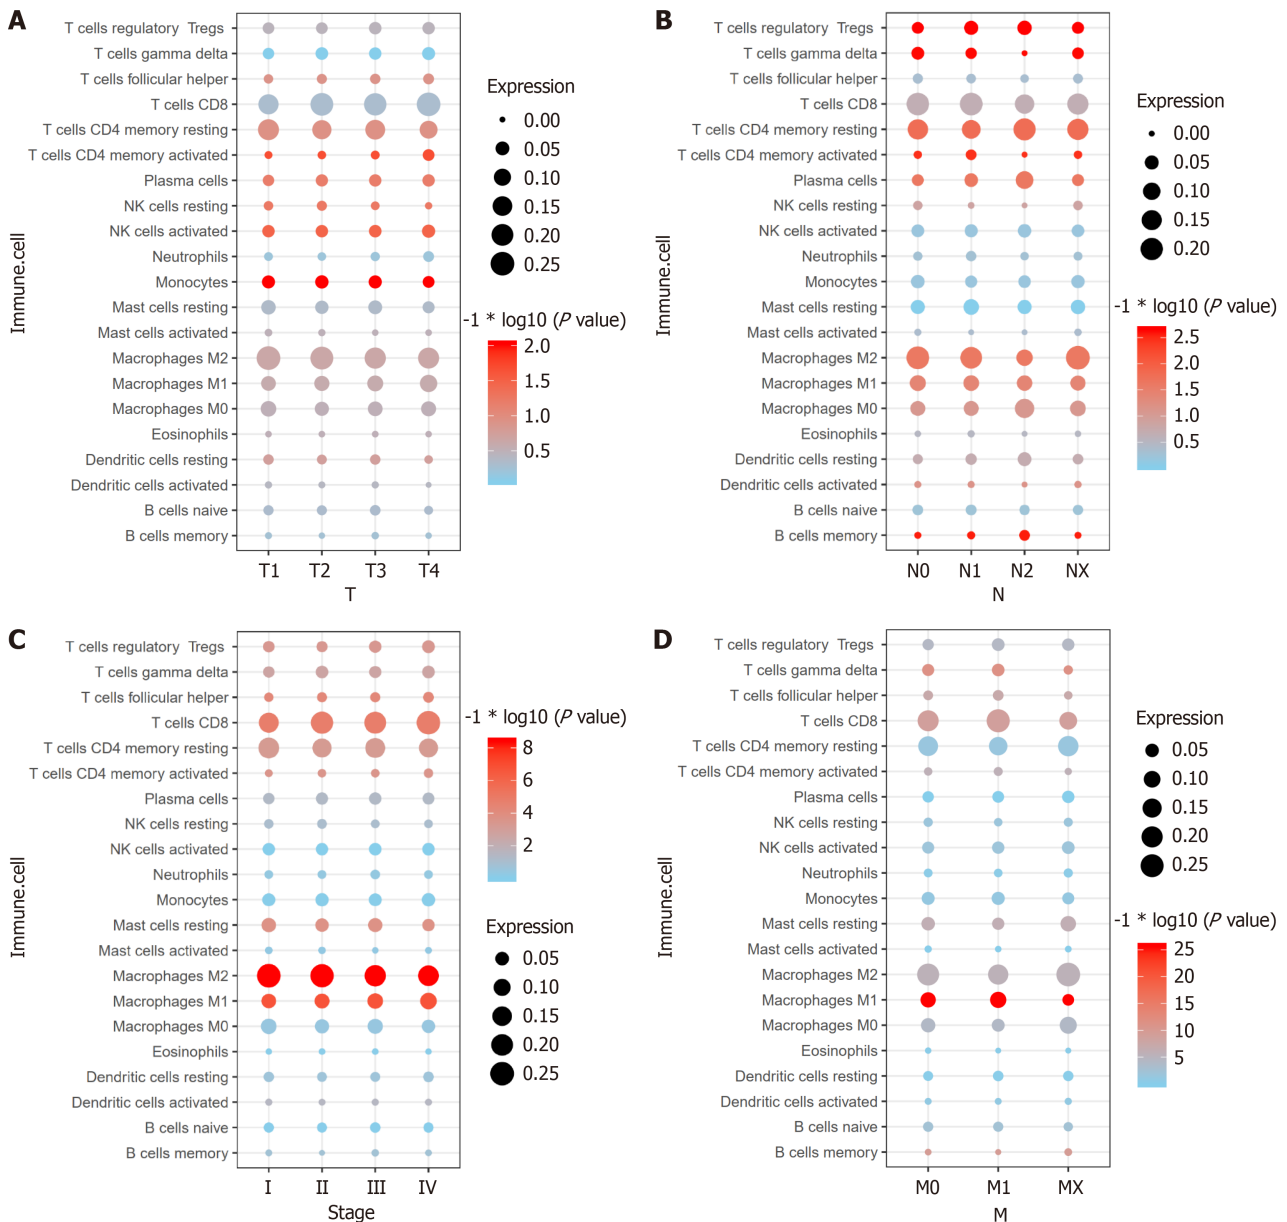 A
T cells regulatory  Tregs
T cells gamma delta
T cells follicular helper
T cells CD8
T cells CD4 memory resting
T cells CD4 memory activated
Plasma cells
NK cells resting
NK cells activated
Neutrophils
Monocytes
Mast cells resting
Mast cells activated
Macrophages M2
Macrophages M1
Macrophages M0
Eosinophils
Dendritic cells resting
Dendritic cells activated
B cells naive
B cells memory
Immune.cell
T1 T2 T3 T4
T
Expression
0.00
0.05
0.10
0.15
0.20
0.25
-1 * log10 (P value)
2.0
1.5
1.0
0.5
B
T cells regulatory  Tregs
T cells gamma delta
T cells follicular helper
T cells CD8
T cells CD4 memory resting
T cells CD4 memory activated
Plasma cells
NK cells resting
NK cells activated
Neutrophils
Monocytes
Mast cells resting
Mast cells activated
Macrophages M2
Macrophages M1
Macrophages M0
Eosinophils
Dendritic cells resting
Dendritic cells activated
B cells naive
B cells memory
Immune.cell
N0 N1 N2 NX
N
Expression
0.00
0.05
0.10
0.15
0.20
-1 * log10 (P value)
2.5
2.0
1.5
1.0
0.5
C
T cells regulatory  Tregs
T cells gamma delta
T cells follicular helper
T cells CD8
T cells CD4 memory resting
T cells CD4 memory activated
Plasma cells
NK cells resting
NK cells activated
Neutrophils
Monocytes
Mast cells resting
Mast cells activated
Macrophages M2
Macrophages M1
Macrophages M0
Eosinophils
Dendritic cells resting
Dendritic cells activated
B cells naive
B cells memory
Immune.cell
I II III IV
Stage
-1 * log10 (P value)
8
6
4
2
Expression
0.05
0.10
0.15
0.20
0.25
D
T cells regulatory  Tregs
T cells gamma delta
T cells follicular helper
T cells CD8
T cells CD4 memory resting
T cells CD4 memory activated
Plasma cells
NK cells resting
NK cells activated
Neutrophils
Monocytes
Mast cells resting
Mast cells activated
Macrophages M2
Macrophages M1
Macrophages M0
Eosinophils
Dendritic cells resting
Dendritic cells activated
B cells naive
B cells memory
Immune.cell
M0 M1 MX
M
Expression
0.05
0.10
0.15
0.20
0.25
-1 * log10 (P value)
25
20
15
10
5